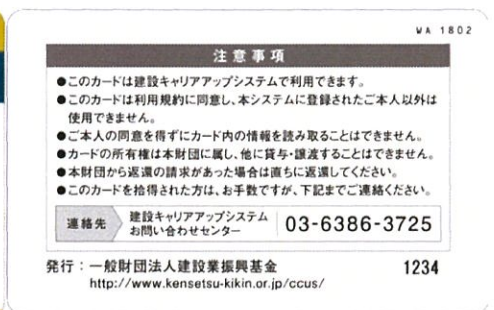 WA 1802
注意事項
●このカードは建設キャリアアップシステムで利用できます。
●このカードは利用規約に同意し、本システムに登録されたご本人以外は
使用できません。
●ご本人の同意を得ずにカード内の情報を読み取ることはできません。
●カードの所有権は本財団に属し、他に貸与・譲渡することはできません。
●本財団から返還の請求があった場合は直ちに返還してください。
●このカードを拾得された方は、お手数ですが、下記までご連絡ください。
連絡先 建設キャリアアップシステム
お問い合わせセンター 03-6386-3725
発行：一般財団法人建設業振興基金 1234
http://www.kensetsu-kikin.or.jp/ccus/